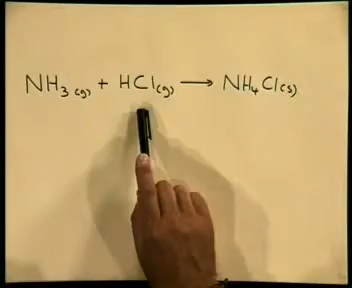 NH₃(g) + HCl(g) → NH₄Cl(s)